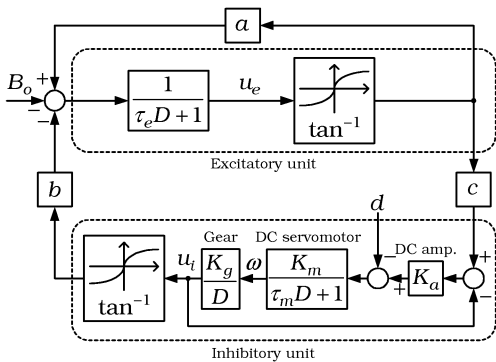 a
B_o
+
−
−
1
τ_e D + 1
u_e
tan⁻¹
Excitatory unit
b
c
d
tan⁻¹
u_i
Gear
K_g
D
ω
DC servomotor
K_m
τ_m D + 1
−
+
DC amp.
K_a
+
−
Inhibitory unit